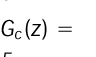 G_c(z) =